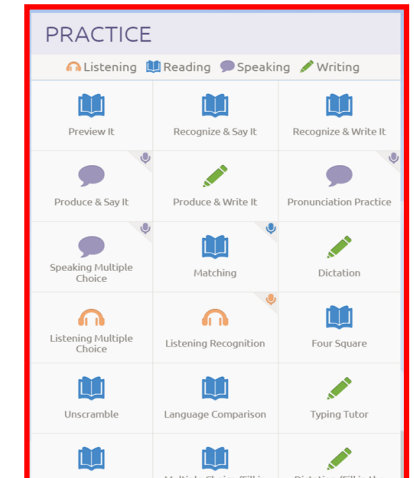 PRACTICE
Listening Reading Speaking Writing
Preview It Recognize & Say It Recognize & Write It
Produce & Say It Produce & Write It Pronunciation Practice
Speaking Multiple
Choice
Matching Dictation
Listening Multiple
Choice
Listening Recognition Four Square
Unscramble Language Comparison Typing Tutor